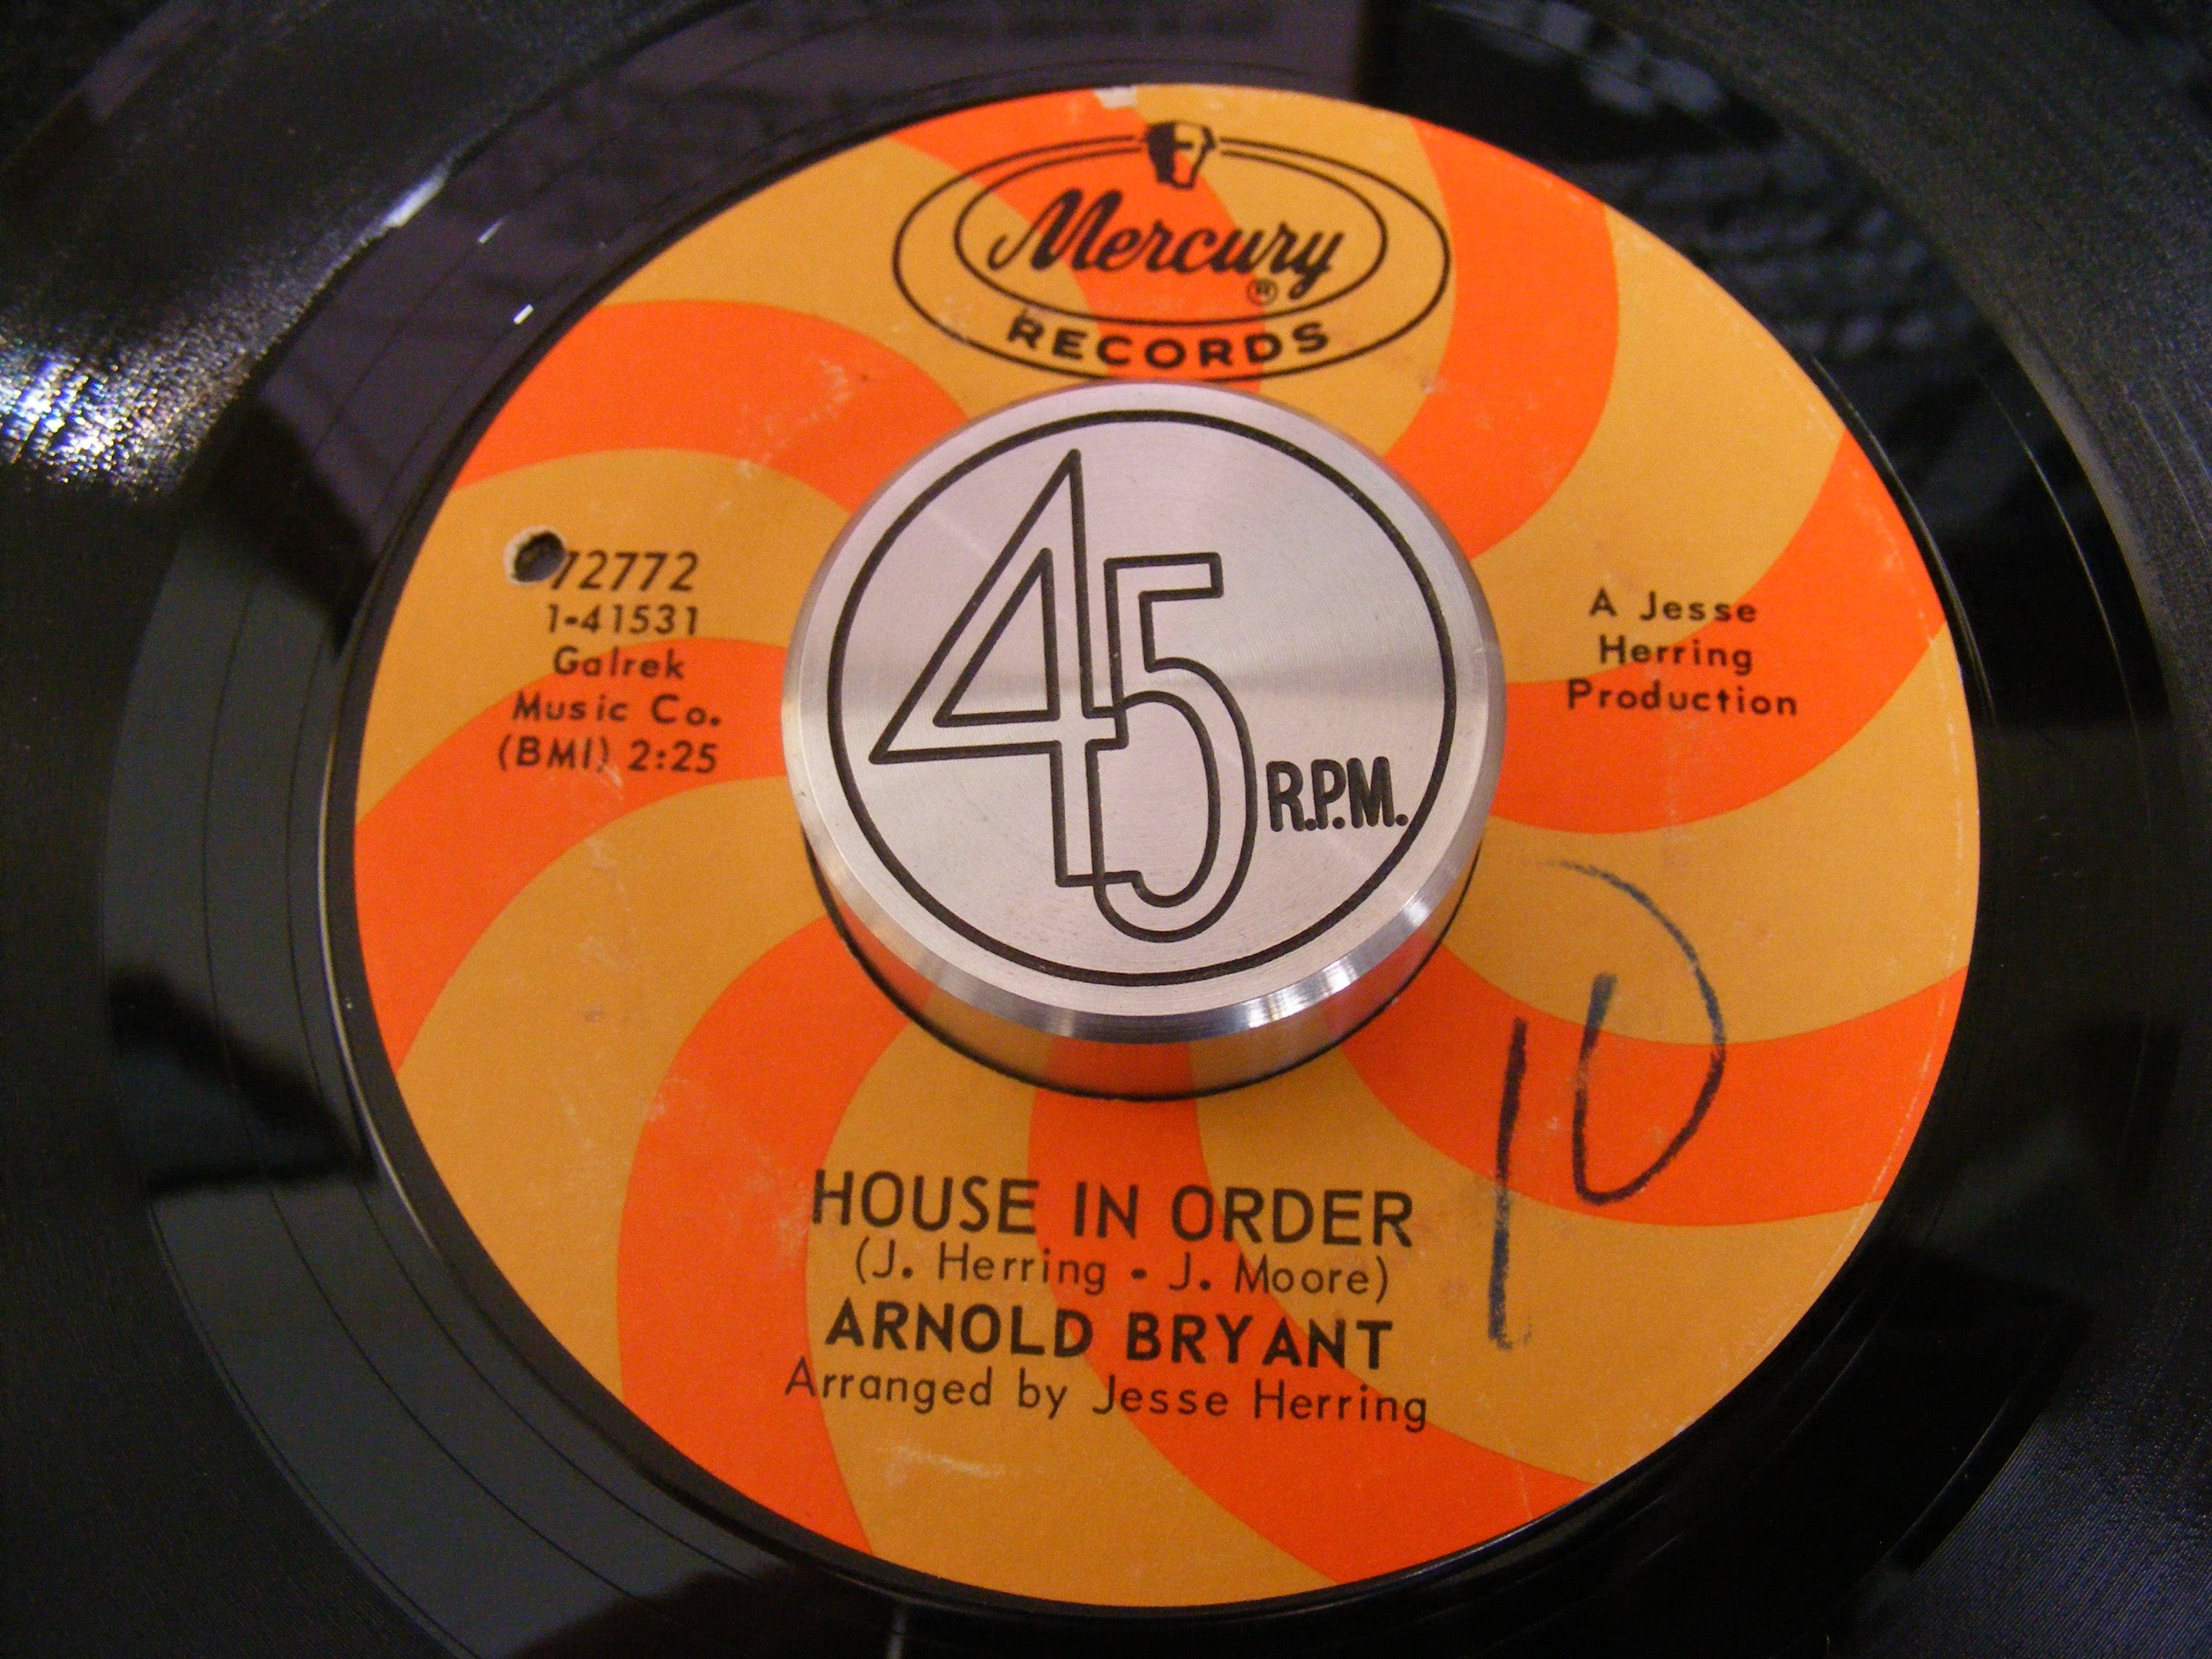 Mercury
®
RECORDS
45
R.P.M.
72772
1-41531
Galrek
Music Co.
(BMI) 2:25
A Jesse
Herring
Production
10
HOUSE IN ORDER
(J. Herring - J. Moore)
ARNOLD BRYANT
Arranged by Jesse Herring